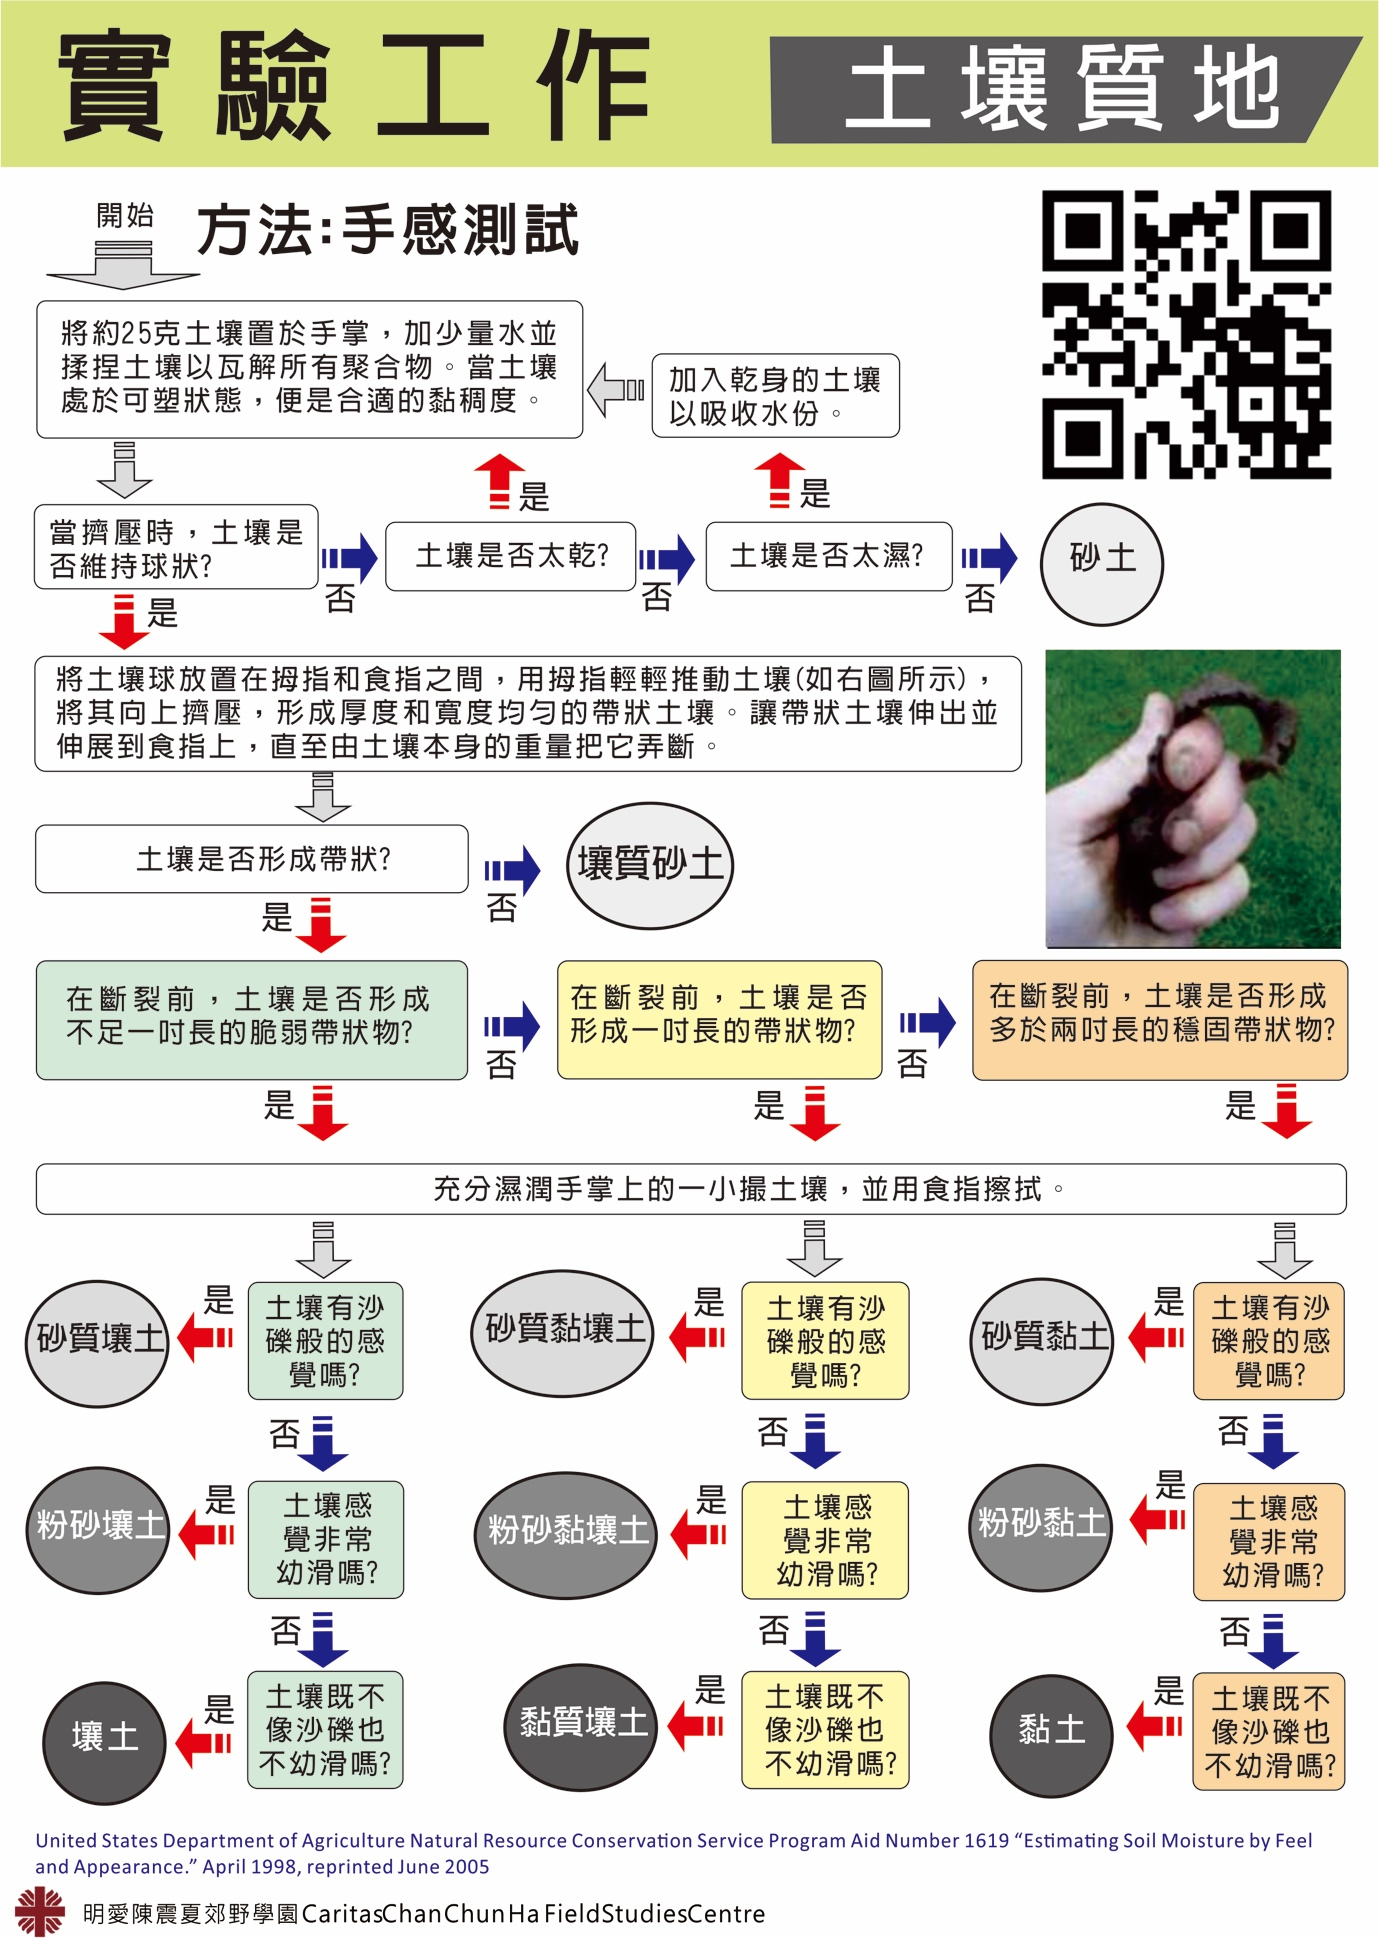 實驗工作
土壤質地
開始
方法:手感測試
將約25克土壤置於手掌，加少量水並
揉捏土壤以瓦解所有聚合物。當土壤
處於可塑狀態，便是合適的黏稠度。
加入乾身的土壤
以吸收水份。
是
是
當擠壓時，土壤是
否維持球狀?
否
土壤是否太乾?
否
土壤是否太濕?
否
砂土
是
將土壤球放置在拇指和食指之間，用拇指輕輕推動土壤(如右圖所示)，
將其向上擠壓，形成厚度和寬度均勻的帶狀土壤。讓帶狀土壤伸出並
伸展到食指上，直至由土壤本身的重量把它弄斷。
土壤是否形成帶狀?
否
壤質砂土
是
在斷裂前，土壤是否形成
不足一吋長的脆弱帶狀物?
否
在斷裂前，土壤是否
形成一吋長的帶狀物?
否
在斷裂前，土壤是否形成
多於兩吋長的穩固帶狀物?
是
是
是
充分濕潤手掌上的一小撮土壤，並用食指擦拭。
砂質壤土
是
土壤有沙
礫般的感
覺嗎?
砂質黏壤土
是
土壤有沙
礫般的感
覺嗎?
砂質黏土
是
土壤有沙
礫般的感
覺嗎?
否
否
否
粉砂壤土
是
土壤感
覺非常
幼滑嗎?
粉砂黏壤土
是
土壤感
覺非常
幼滑嗎?
粉砂黏土
是
土壤感
覺非常
幼滑嗎?
否
否
否
壤土
是
土壤既不
像沙礫也
不幼滑嗎?
黏質壤土
是
土壤既不
像沙礫也
不幼滑嗎?
黏土
是
土壤既不
像沙礫也
不幼滑嗎?
United States Department of Agriculture Natural Resource Conservation Service Program Aid Number 1619 “Estimating Soil Moisture by Feel
and Appearance.” April 1998, reprinted June 2005
明愛陳震夏郊野學園CaritasChanChunHa FieldStudiesCentre